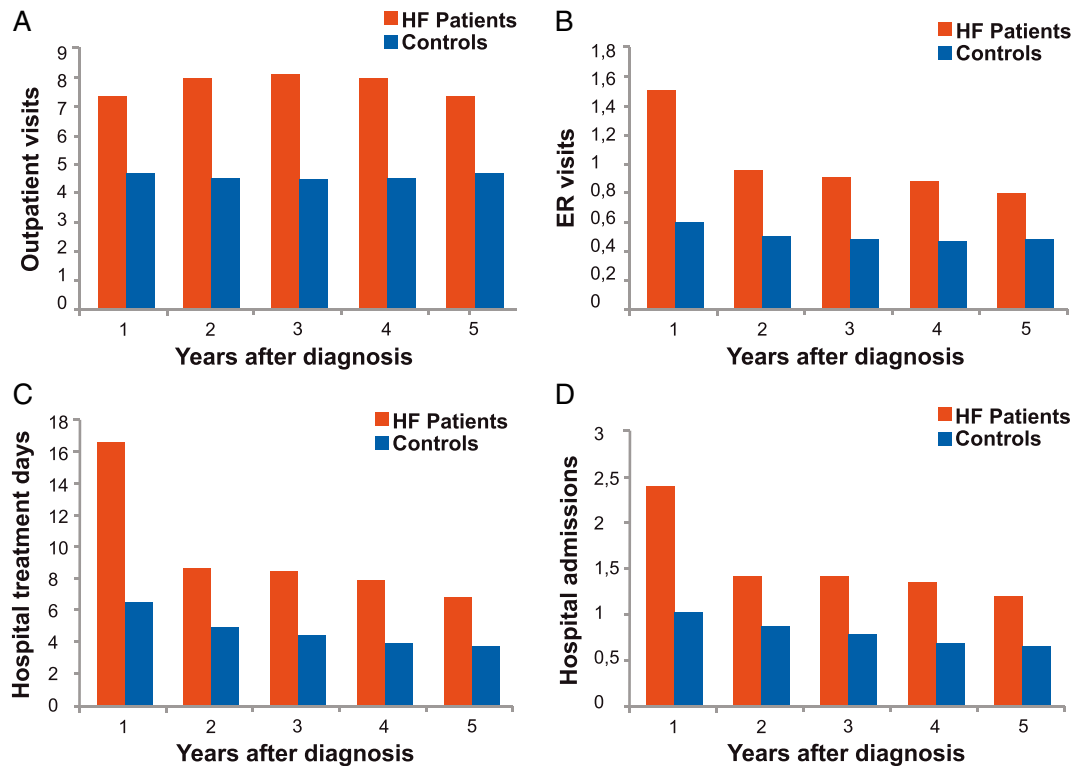 A
HF Patients
Controls
Outpatient visits
9
8
7
6
5
4
3
2
1
0
1 2 3 4 5
Years after diagnosis
B
HF Patients
Controls
ER visits
1,8
1,6
1,4
1,2
1
0,8
0,6
0,4
0,2
0
1 2 3 4 5
Years after diagnosis
C
HF Patients
Controls
Hospital treatment days
18
16
14
12
10
8
6
4
2
0
1 2 3 4 5
Years after diagnosis
D
HF Patients
Controls
Hospital admissions
3
2,5
2
1,5
1
0,5
0
1 2 3 4 5
Years after diagnosis